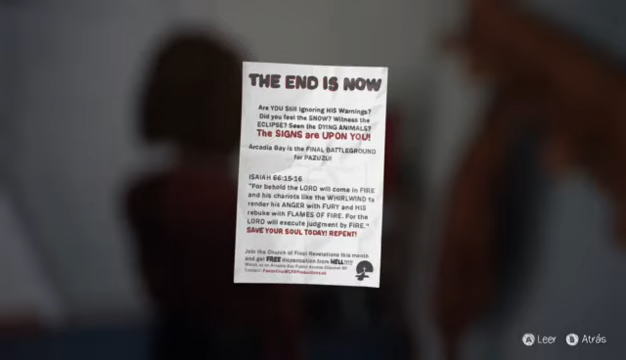 THE END IS NOW
Are YOU Still Ignoring HIS Warnings?
Did you feel the SNOW? Witness the
ECLIPSE? Seen the DYING ANIMALS?
The SIGNS are UPON YOU!
Arcadia Bay is the FINAL BATTLEGROUND
for PAZUZU!
ISAIAH 66:15-16
"For behold the LORD will come in FIRE
and his chariots like the WHIRLWIND to
render his ANGER with FURY and HIS
rebuke with FLAMES OF FIRE. For the
LORD will execute judgment by FIRE."
SAVE YOUR SOUL TODAY! REPENT!
Join the Church of Final Revelations this month
and get FREE dispensation from HELL!!!!
A Leer B Atrás